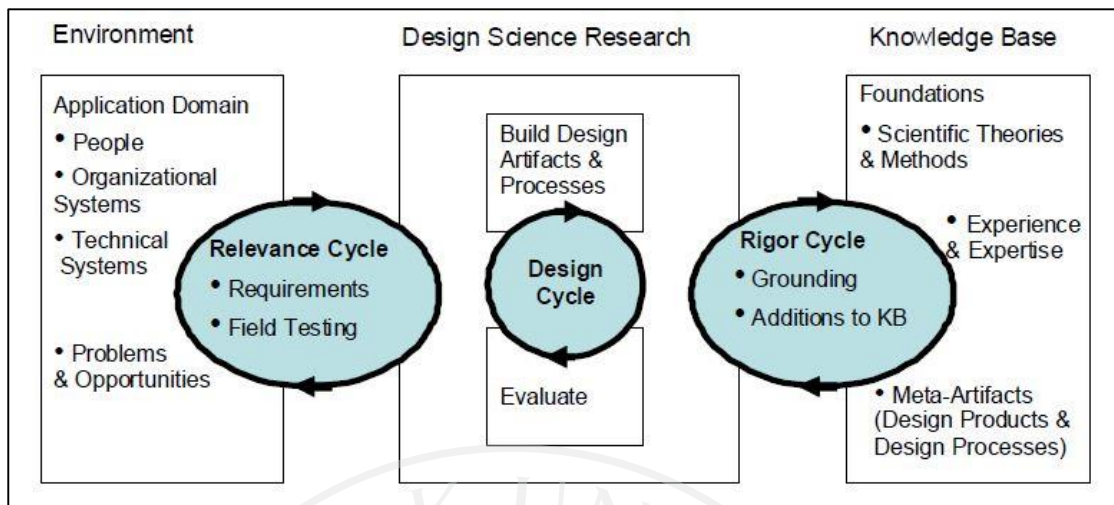 Environment
Design Science Research
Knowledge Base
Application Domain
• People
• Organizational
Systems
• Technical
Systems
• Problems
& Opportunities
Relevance Cycle
• Requirements
• Field Testing
Build Design
Artifacts &
Processes
Design
Cycle
Evaluate
Rigor Cycle
• Grounding
• Additions to KB
Foundations
• Scientific Theories
& Methods
• Experience
& Expertise
• Meta-Artifacts
(Design Products &
Design Processes)